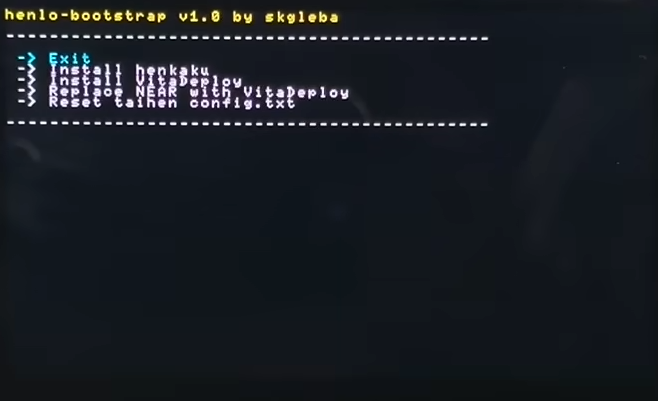 henlo-bootstrap v1.0 by skgleba
---------------------------------------------
-> Exit
-> Install henkaku
-> Install VitaDeploy
-> Replace NEAR with VitaDeploy
-> Reset taihen config.txt
---------------------------------------------